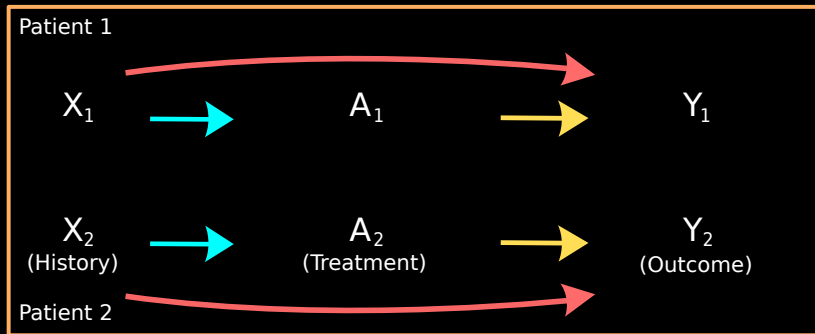 Patient 1
X₁ A₁ Y₁
X₂ A₂ Y₂
(History) (Treatment) (Outcome)
Patient 2